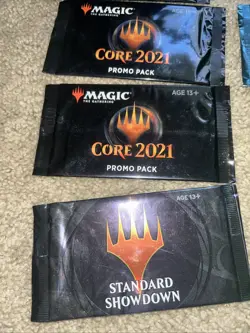 MAGIC
THE GATHERING
CORE 2021
PROMO PACK
MAGIC
THE GATHERING
AGE 13+
CORE 2021
PROMO PACK
AGE 13+
STANDARD
SHOWDOWN